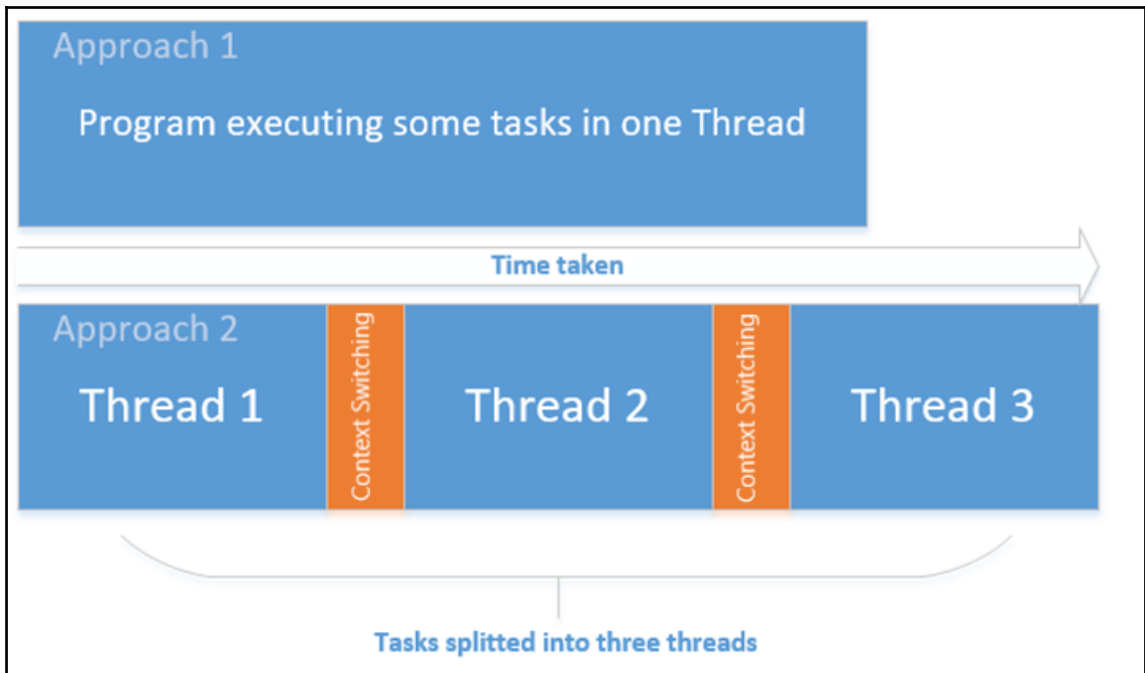 Approach 1
Program executing some tasks in one Thread
Time taken
Approach 2
Thread 1
Context Switching
Thread 2
Context Switching
Thread 3
Tasks splitted into three threads